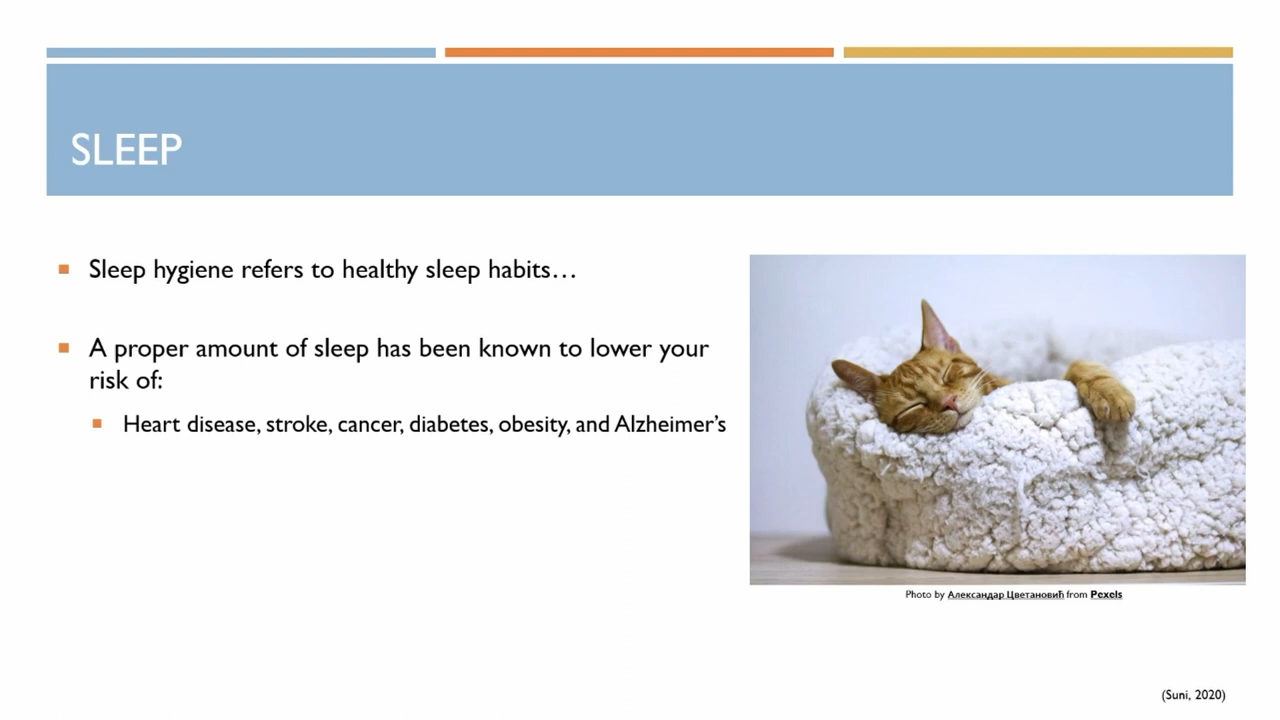 SLEEP
Sleep hygiene refers to healthy sleep habits…
A proper amount of sleep has been known to lower your
risk of:
Heart disease, stroke, cancer, diabetes, obesity, and Alzheimer's
Photo by Александар Цветановић from Pexels
(Suni, 2020)